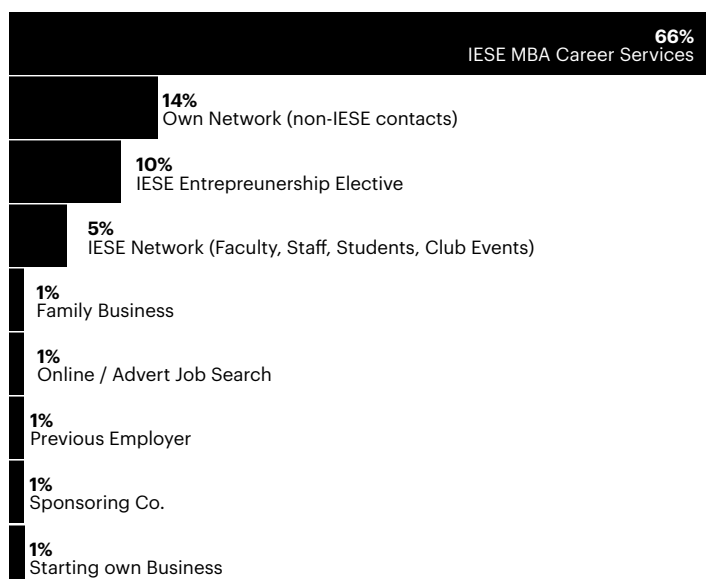 66%
IESE MBA Career Services
14%
Own Network (non-IESE contacts)
10%
IESE Entrepreunership Elective
5%
IESE Network (Faculty, Staff, Students, Club Events)
1%
Family Business
1%
Online / Advert Job Search
1%
Previous Employer
1%
Sponsoring Co.
1%
Starting own Business